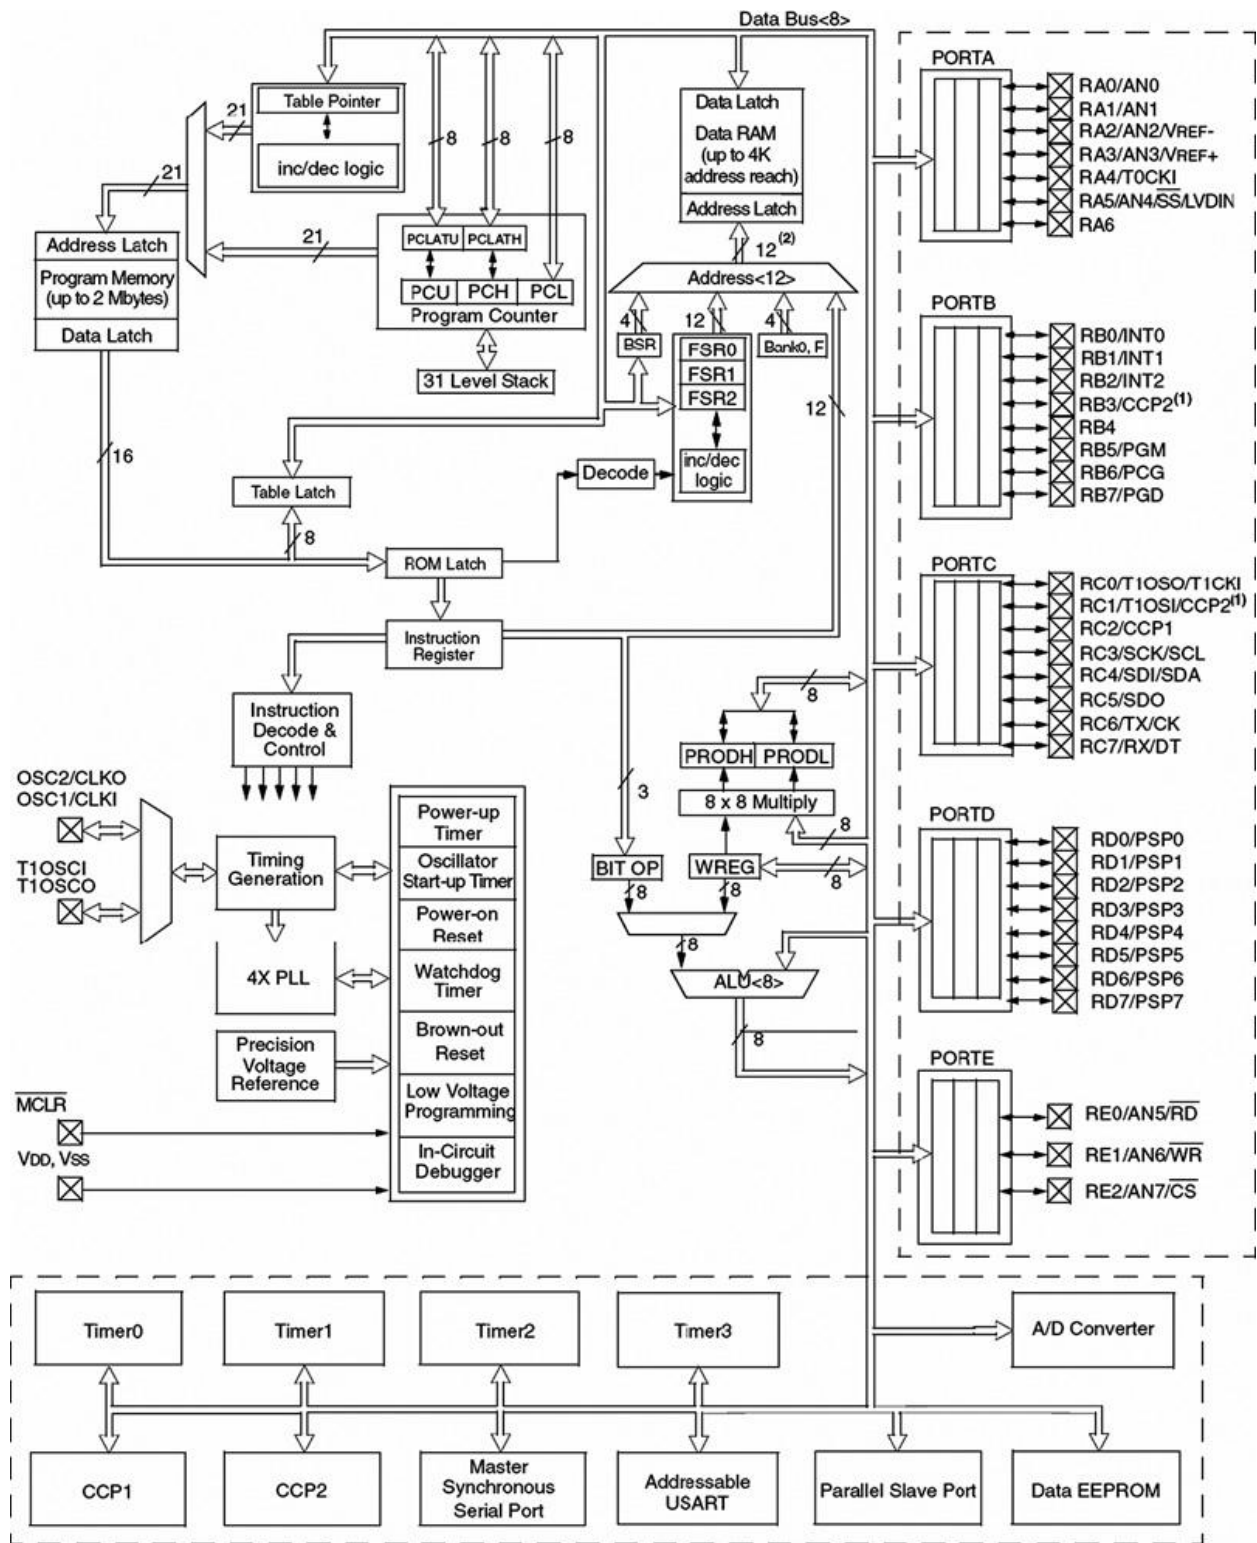 Data Bus<8>
21
Table Pointer
inc/dec logic
8
8
8
Data Latch
Data RAM
(up to 4K
address reach)
Address Latch
21
Address Latch
Program Memory
(up to 2 Mbytes)
Data Latch
21
PCLATU PCLATH
PCU PCH PCL
Program Counter
31 Level Stack
12(2)
Address<12>
4
12
4
BSR
FSR0
FSR1
FSR2
inc/dec
logic
Bank0, F
12
16
Table Latch
8
Decode
ROM Latch
Instruction
Register
Instruction
Decode &
Control
8
PRODH PRODL
8 x 8 Multiply
3
8
BIT OP
WREG
8
8
8
8
ALU<8>
8
OSC2/CLKO
OSC1/CLKI
T1OSCI
T1OSCO
Timing
Generation
4X PLL
Precision
Voltage
Reference
MCLR
VDD, VSS
Power-up
Timer
Oscillator
Start-up Timer
Power-on
Reset
Watchdog
Timer
Brown-out
Reset
Low Voltage
Programming
In-Circuit
Debugger
PORTA
RA0/AN0
RA1/AN1
RA2/AN2/VREF-
RA3/AN3/VREF+
RA4/T0CKI
RA5/AN4/SS/LVDIN
RA6
PORTB
RB0/INT0
RB1/INT1
RB2/INT2
RB3/CCP2(1)
RB4
RB5/PGM
RB6/PCG
RB7/PGD
PORTC
RC0/T1OSO/T1CKI
RC1/T1OSI/CCP2(1)
RC2/CCP1
RC3/SCK/SCL
RC4/SDI/SDA
RC5/SDO
RC6/TX/CK
RC7/RX/DT
PORTD
RD0/PSP0
RD1/PSP1
RD2/PSP2
RD3/PSP3
RD4/PSP4
RD5/PSP5
RD6/PSP6
RD7/PSP7
PORTE
RE0/AN5/RD
RE1/AN6/WR
RE2/AN7/CS
Timer0
Timer1
Timer2
Timer3
A/D Converter
CCP1
CCP2
Master
Synchronous
Serial Port
Addressable
USART
Parallel Slave Port
Data EEPROM